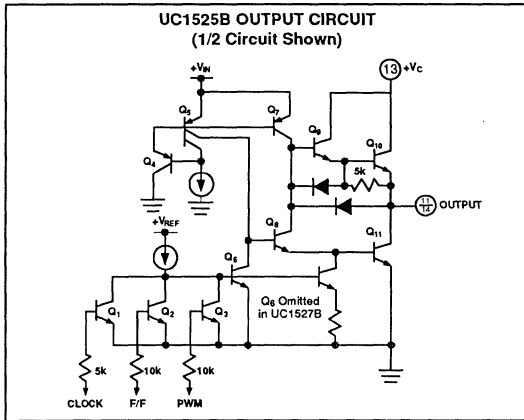 UC1525B OUTPUT CIRCUIT
(1/2 Circuit Shown)
+VIN
13 +VC
Q5
Q7
Q9
Q10
Q4
5k
11/14 OUTPUT
+VREF
Q8
Q11
Q6
Q1
Q2
Q3
Q6 Omitted
in UC1527B
5k
10k
10k
CLOCK
F/F
PWM